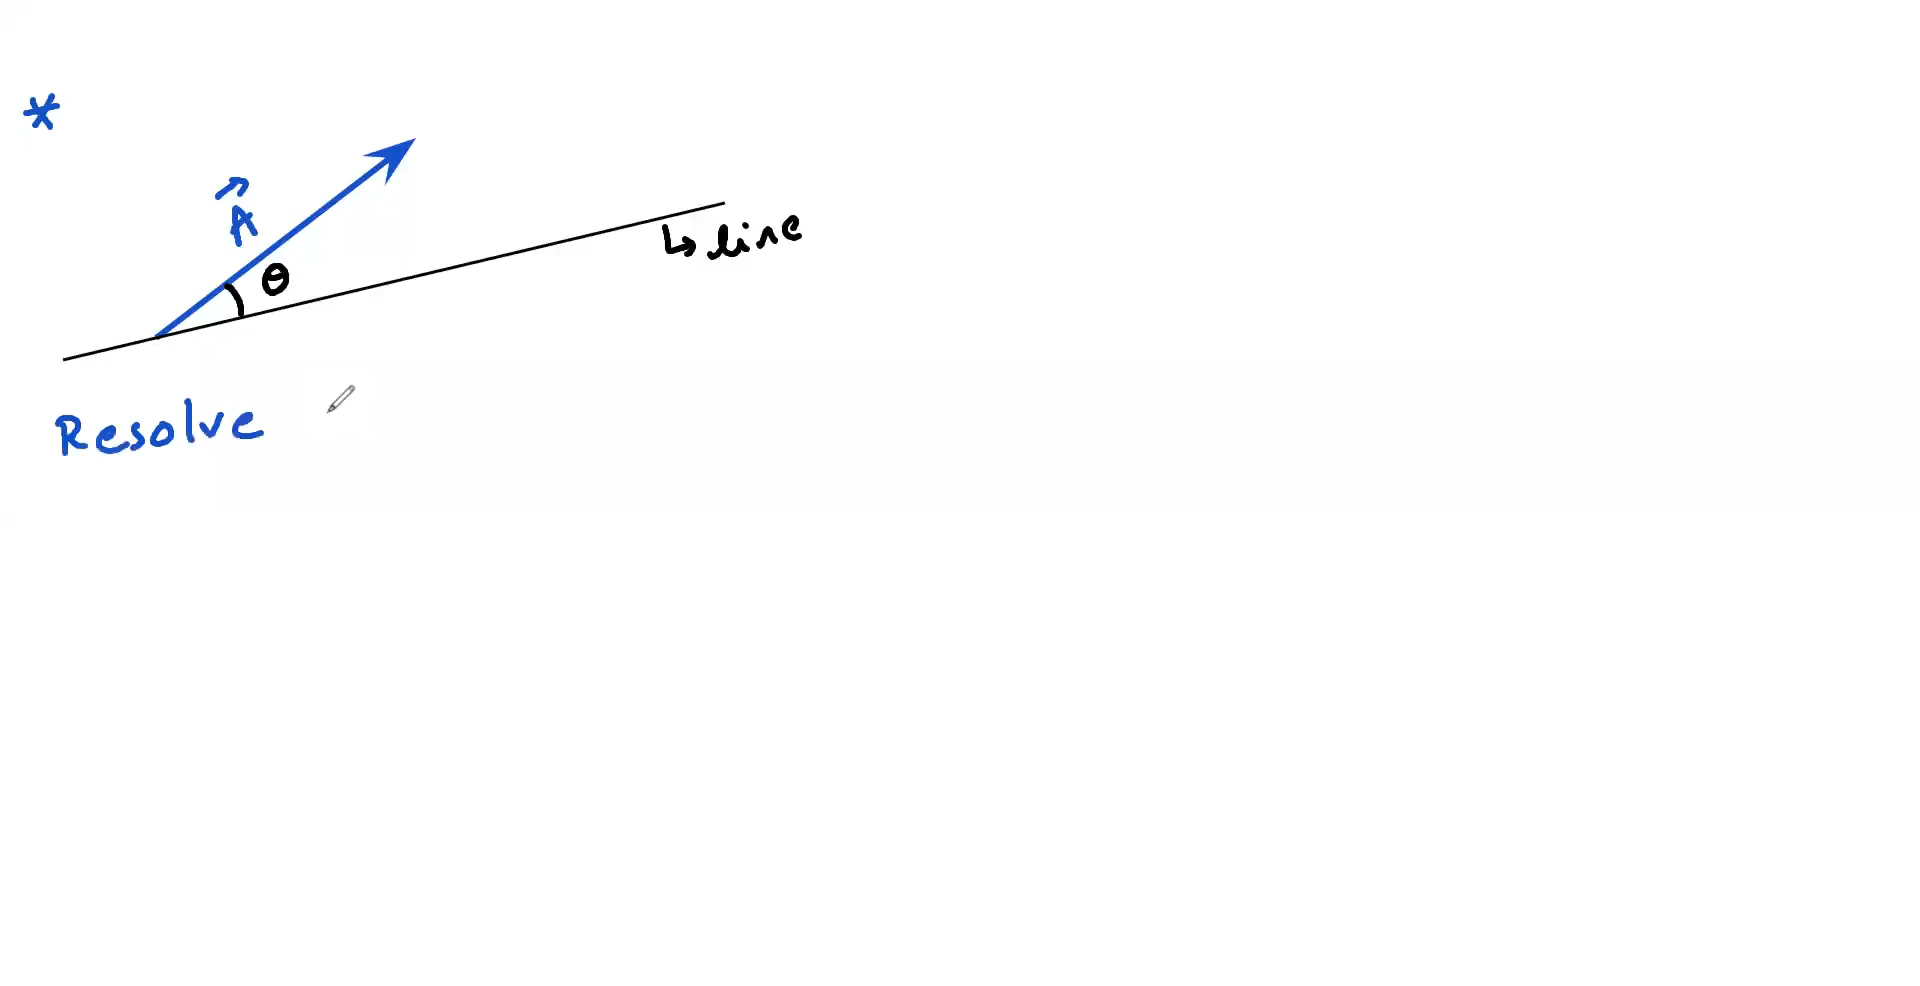 *
A⃗
θ
↳ line
Resolve